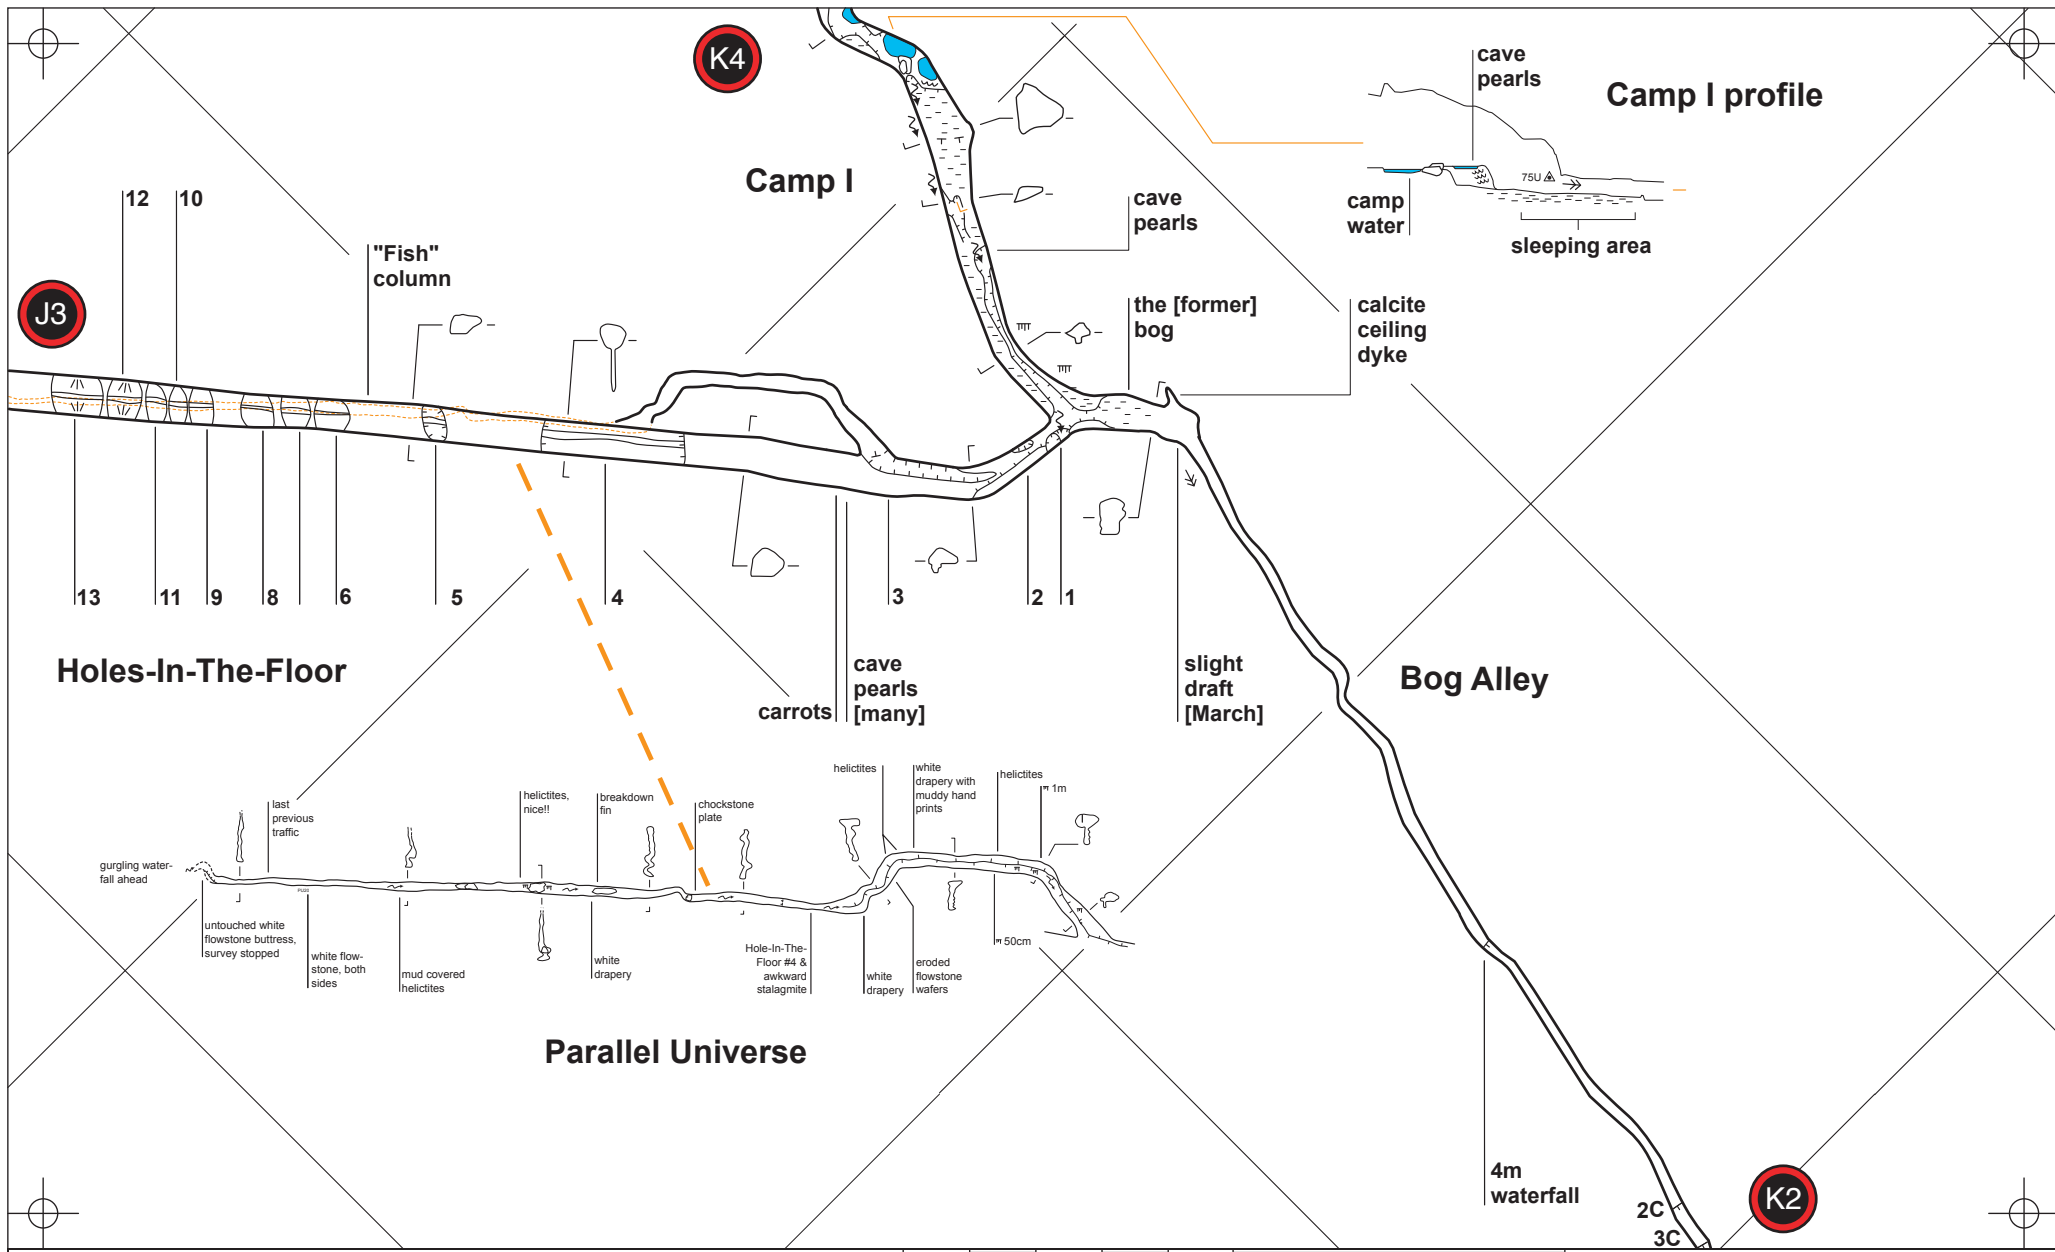 K4
cave
pearls
Camp I profile
75U
camp
water
sleeping area
Camp I
12
10
"Fish"
column
J3
cave
pearls
the [former]
bog
calcite
ceiling
dyke
13
11
9
8
6
5
4
3
2
1
Holes-In-The-Floor
carrots
cave
pearls
[many]
slight
draft
[March]
Bog Alley
last
previous
traffic
helictites,
nice!!
breakdown
fin
chockstone
plate
helictites
white
drapery with
muddy hand
prints
helictites
1m
gurgling water-
fall ahead
untouched white
flowstone buttress,
survey stopped
white flow-
stone, both
sides
mud covered
helictites
white
drapery
Hole-In-The-
Floor #4 &
awkward
stalagmite
white
drapery
eroded
flowstone
wafers
50cm
Parallel Universe
4m
waterfall
2C
3C
K2